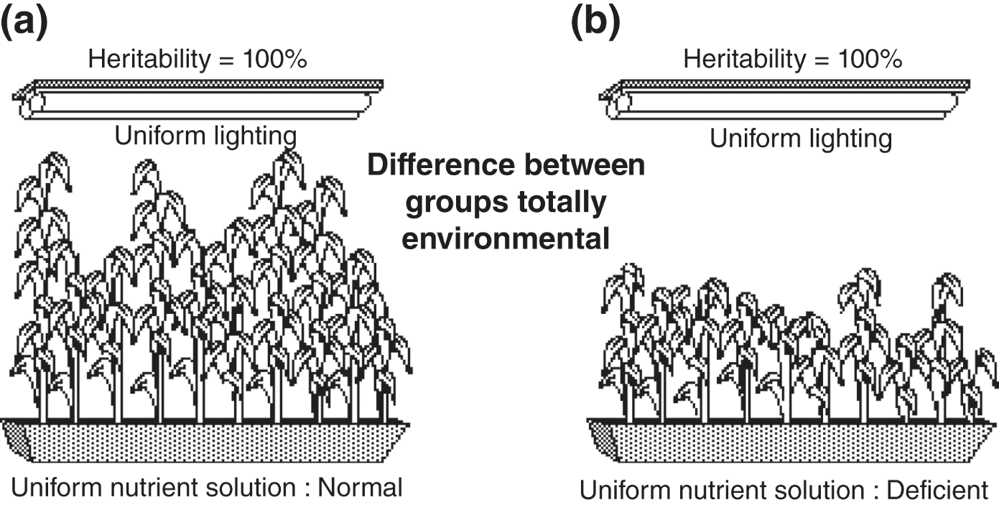 (a)
Heritability = 100%
Uniform lighting
Difference between
groups totally
environmental
Uniform nutrient solution : Normal
(b)
Heritability = 100%
Uniform lighting
Uniform nutrient solution : Deficient